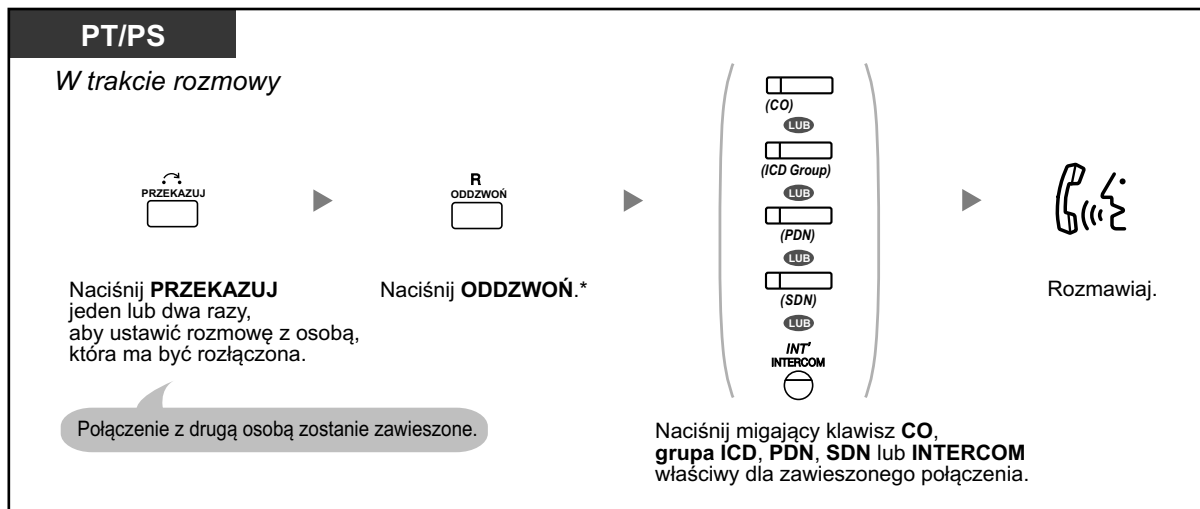 PT/PS
W trakcie rozmowy
PRZEKAZUJ
Naciśnij PRZEKAZUJ
jeden lub dwa razy,
aby ustawić rozmowę z osobą,
która ma być rozłączona.
Połączenie z drugą osobą zostanie zawieszone.
R
ODDZWOŃ
Naciśnij ODDZWOŃ.*
(CO)
LUB
(ICD Group)
LUB
(PDN)
LUB
(SDN)
LUB
INT'
INTERCOM
Naciśnij migający klawisz CO,
grupa ICD, PDN, SDN lub INTERCOM
właściwy dla zawieszonego połączenia.
Rozmawiaj.